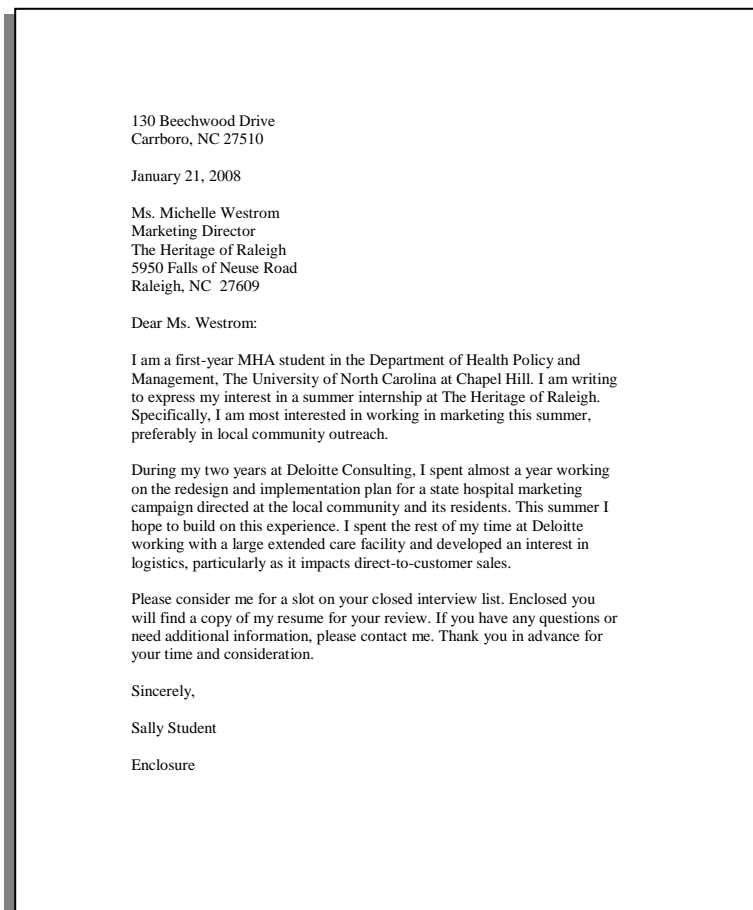 130 Beechwood Drive
Carrboro, NC 27510
January 21, 2008
Ms. Michelle Westrom
Marketing Director
The Heritage of Raleigh
5950 Falls of Neuse Road
Raleigh, NC  27609
Dear Ms. Westrom:
I am a first-year MHA student in the Department of Health Policy and
Management, The University of North Carolina at Chapel Hill. I am writing
to express my interest in a summer internship at The Heritage of Raleigh.
Specifically, I am most interested in working in marketing this summer,
preferably in local community outreach.
During my two years at Deloitte Consulting, I spent almost a year working
on the redesign and implementation plan for a state hospital marketing
campaign directed at the local community and its residents. This summer I
hope to build on this experience. I spent the rest of my time at Deloitte
working with a large extended care facility and developed an interest in
logistics, particularly as it impacts direct-to-customer sales.
Please consider me for a slot on your closed interview list. Enclosed you
will find a copy of my resume for your review. If you have any questions or
need additional information, please contact me. Thank you in advance for
your time and consideration.
Sincerely,
Sally Student
Enclosure